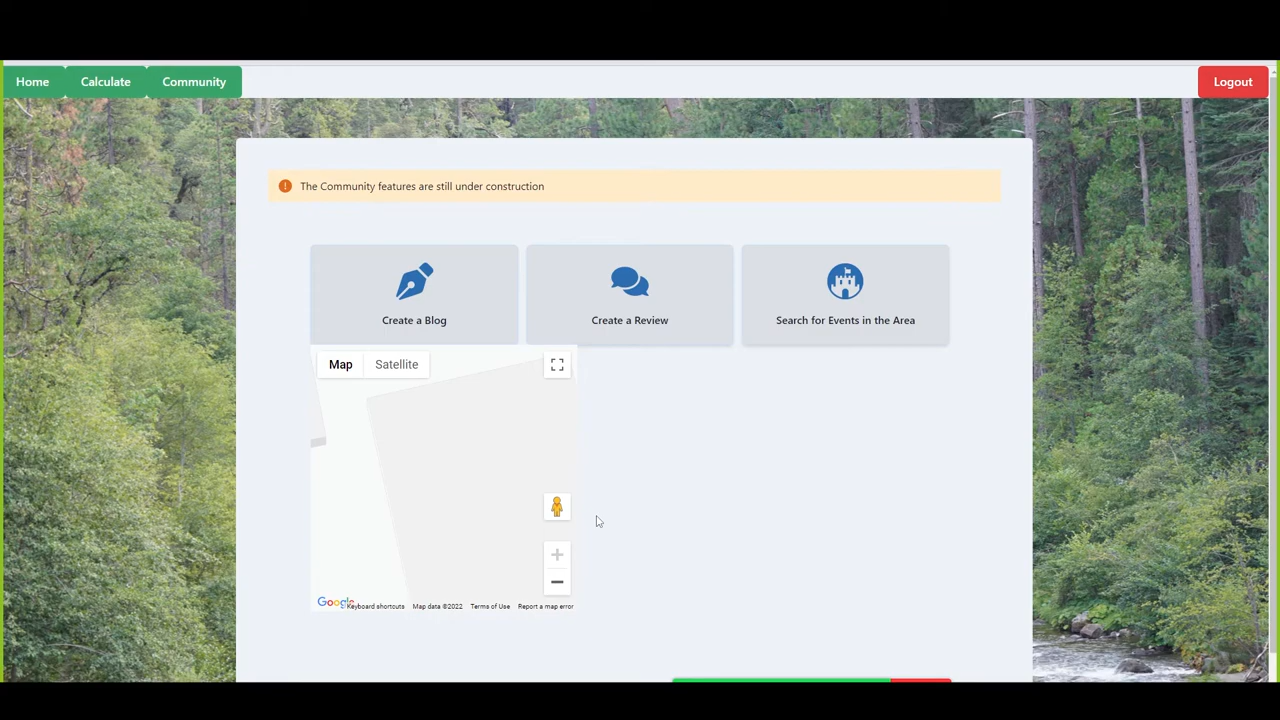 Home Calculate Community Logout
The Community features are still under construction
Create a Blog Create a Review Search for Events in the Area
Map Satellite
Google Keyboard shortcuts Map data ©2022 Terms of Use Report a map error